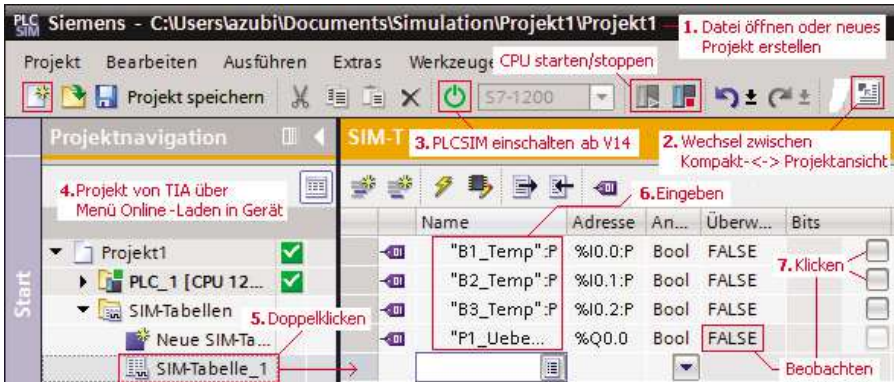 PLC SIM Siemens - C:\Users\azubi\Documents\Simulation\Projekt1\Projekt1
1. Datei öffnen oder neues
Projekt erstellen
Projekt Bearbeiten Ausführen Extras Werkzeuge
CPU starten/stoppen
Projekt speichern
S7-1200
Projektnavigation
SIM-T
3. PLCSIM einschalten ab V14
2. Wechsel zwischen
Kompakt-<-> Projektansicht
4. Projekt von TIA über
Menü Online-Laden in Gerät
6. Eingeben
Name Adresse An... Überw... Bits
Projekt1
"B1_Temp":P %I0.0:P Bool FALSE
7. Klicken
PLC_1 [CPU 12...
"B2_Temp":P %I0.1:P Bool FALSE
SIM-Tabellen
"B3_Temp":P %I0.2:P Bool FALSE
5. Doppelklicken
Neue SIM-Ta...
"P1_Uebe... %Q0.0 Bool FALSE
SIM-Tabelle_1
Beobachten
Start